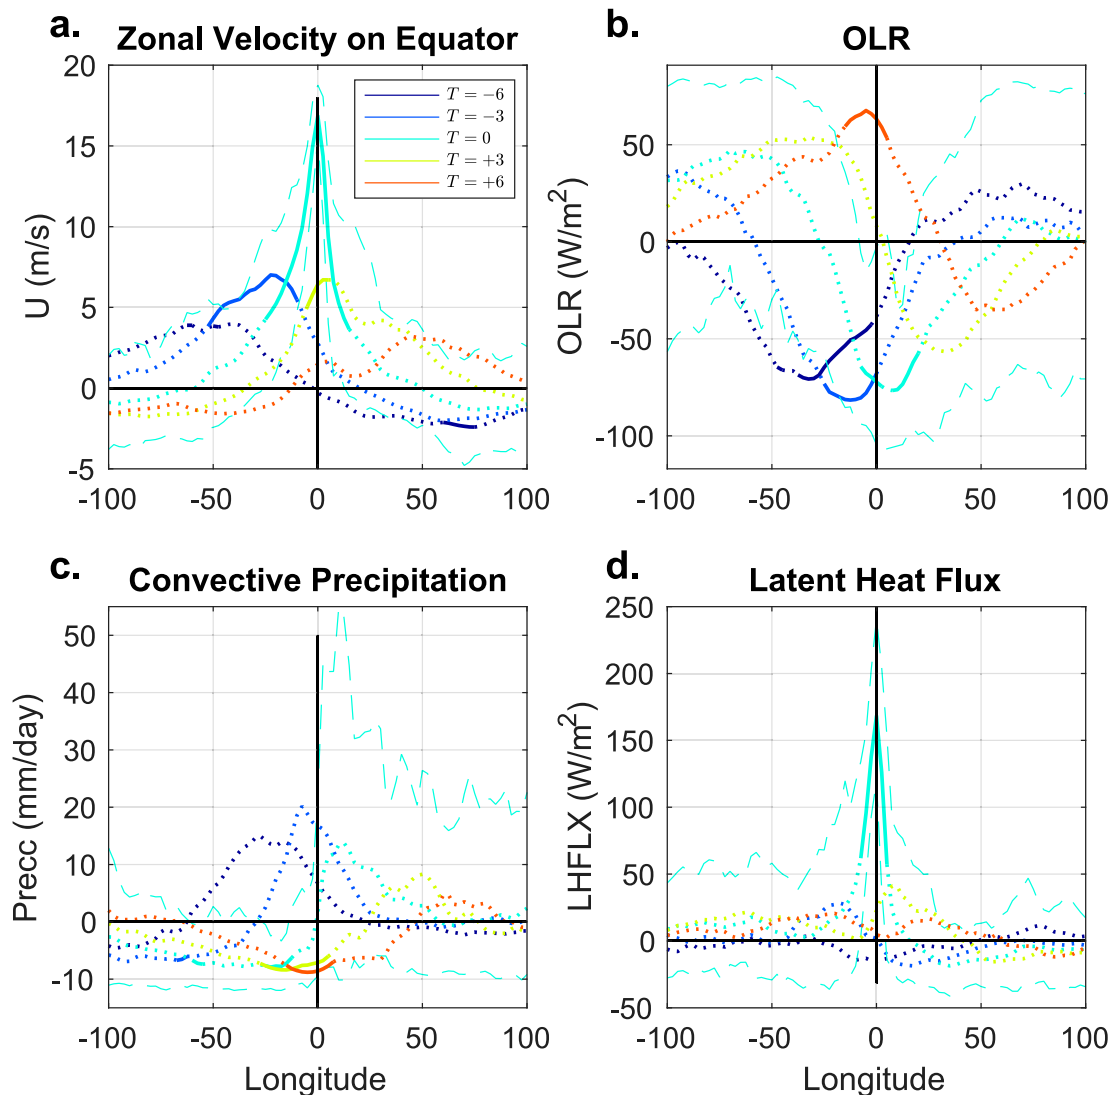 a.
Zonal Velocity on Equator
20
15
10
5
0
-5
U (m/s)
T = −6
T = −3
T = 0
T = +3
T = +6
-100 -50 0 50 100
b.
OLR
50
0
-50
-100
OLR (W/m²)
-100 -50 0 50 100
c.
Convective Precipitation
50
40
30
20
10
0
-10
Precc (mm/day)
-100 -50 0 50 100
Longitude
d.
Latent Heat Flux
250
200
150
100
50
0
-50
LHFLX (W/m²)
-100 -50 0 50 100
Longitude